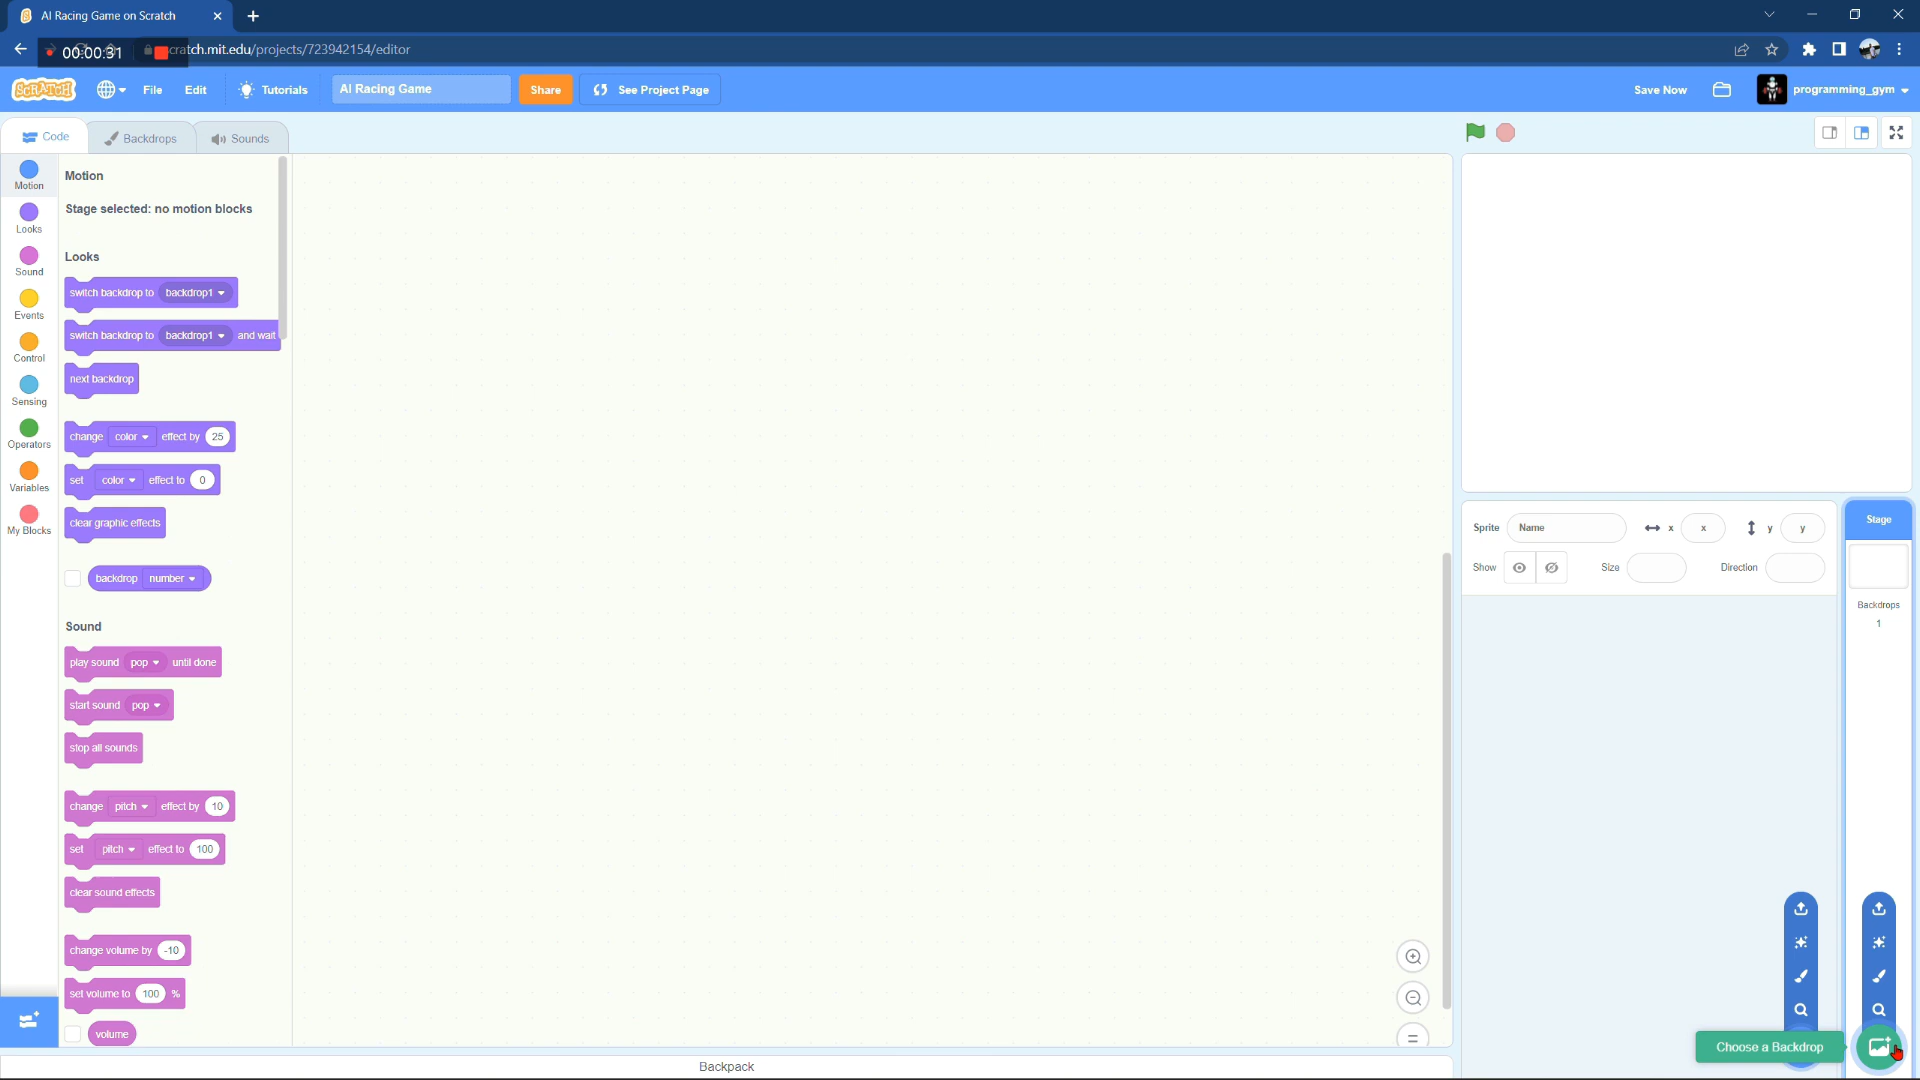 AI Racing Game on Scratch
00:00:31
cratch.mit.edu/projects/723942154/editor
SCRATCH
File
Edit
Tutorials
AI Racing Game
Share
See Project Page
Save Now
programming_gym
Code
Backdrops
Sounds
Motion
Looks
Sound
Events
Control
Sensing
Operators
Variables
My Blocks
Motion
Stage selected: no motion blocks
Looks
switch backdrop to backdrop1
switch backdrop to backdrop1 and wait
next backdrop
change color effect by 25
set color effect to 0
clear graphic effects
backdrop number
Sound
play sound pop until done
start sound pop
stop all sounds
change pitch effect by 10
set pitch effect to 100
clear sound effects
change volume by -10
set volume to 100 %
volume
Backpack
Sprite Name x x y y
Show Size Direction
Stage
Backdrops
1
Choose a Backdrop